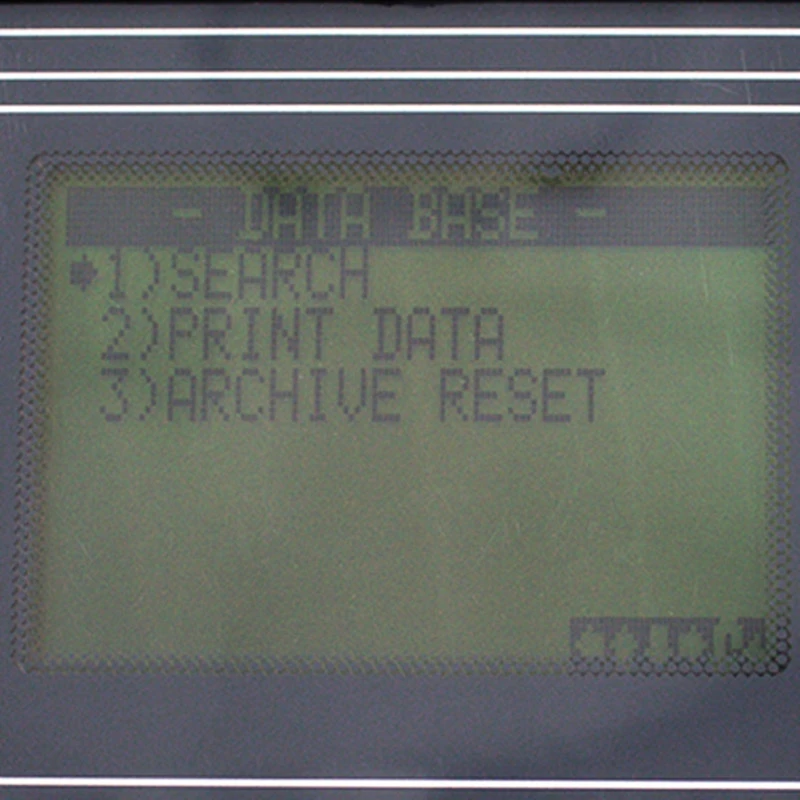 - DATA BASE -
1)SEARCH
2)PRINT DATA
3)ARCHIVE RESET